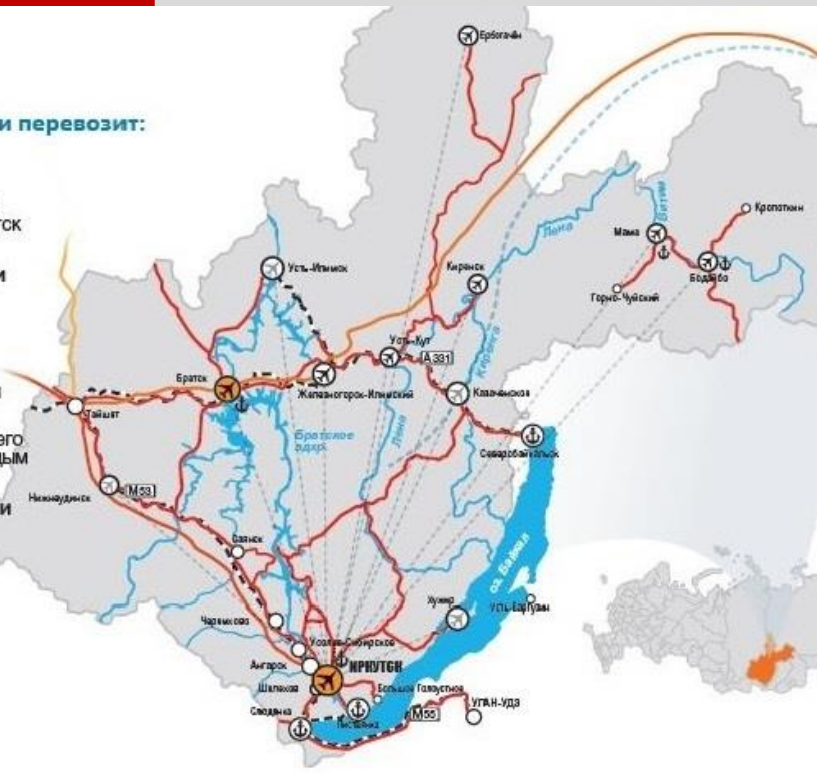 и перевозит:
тск
и
его
дым
и
Ербогачён
Кропоткин
Витим
Мама
Лена
Бодайбо
Усть-Илимск
Киренск
Горно-Чуйский
Усть-Кут
А331
Киренга
Братск
Железногорск-Илимский
Казаченское
Тайшет
Лена
Братское
вдхр.
Северобайкальск
М53
Нижнеудинск
Саянск
оз. Байкал
Хужир
Усть-Баргузин
Черемхово
Усолье-Сибирское
Ангарск
ИРКУТСК
Шелехов
Большое Голоустное
Слюдянка
Листвянка
М55
УЛАН-УДЭ